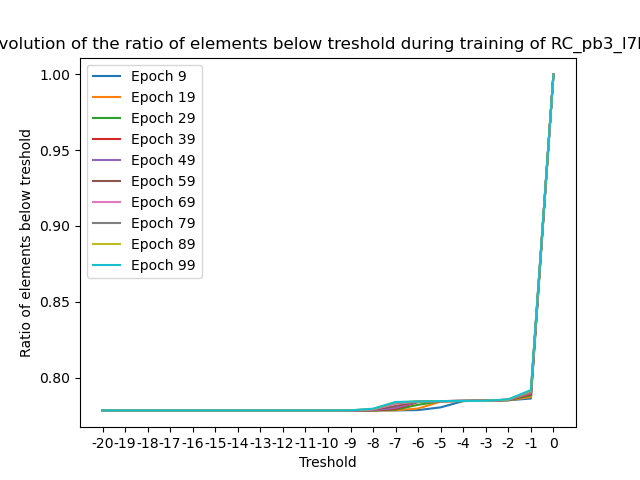 volution of the ratio of elements below treshold during training of RC_pb3_l7
1.00
0.95
0.90
0.85
0.80
Ratio of elements below treshold
Epoch 9
Epoch 19
Epoch 29
Epoch 39
Epoch 49
Epoch 59
Epoch 69
Epoch 79
Epoch 89
Epoch 99
-20 -19 -18 -17 -16 -15 -14 -13 -12 -11 -10 -9 -8 -7 -6 -5 -4 -3 -2 -1 0
Treshold